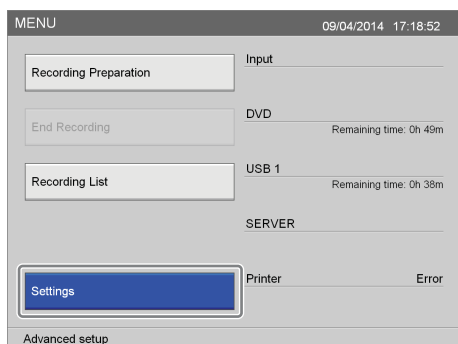 MENU 09/04/2014 17:18:52
Recording Preparation
Input
End Recording
DVD
Remaining time: 0h 49m
Recording List
USB 1
Remaining time: 0h 38m
SERVER
Settings
Printer Error
Advanced setup